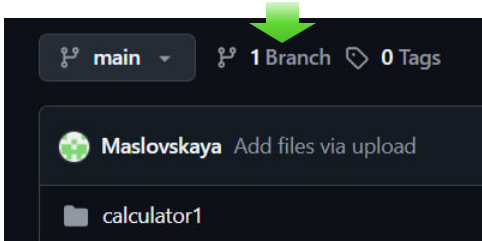 main 1 Branch 0 Tags
Maslovskaya Add files via upload
calculator1